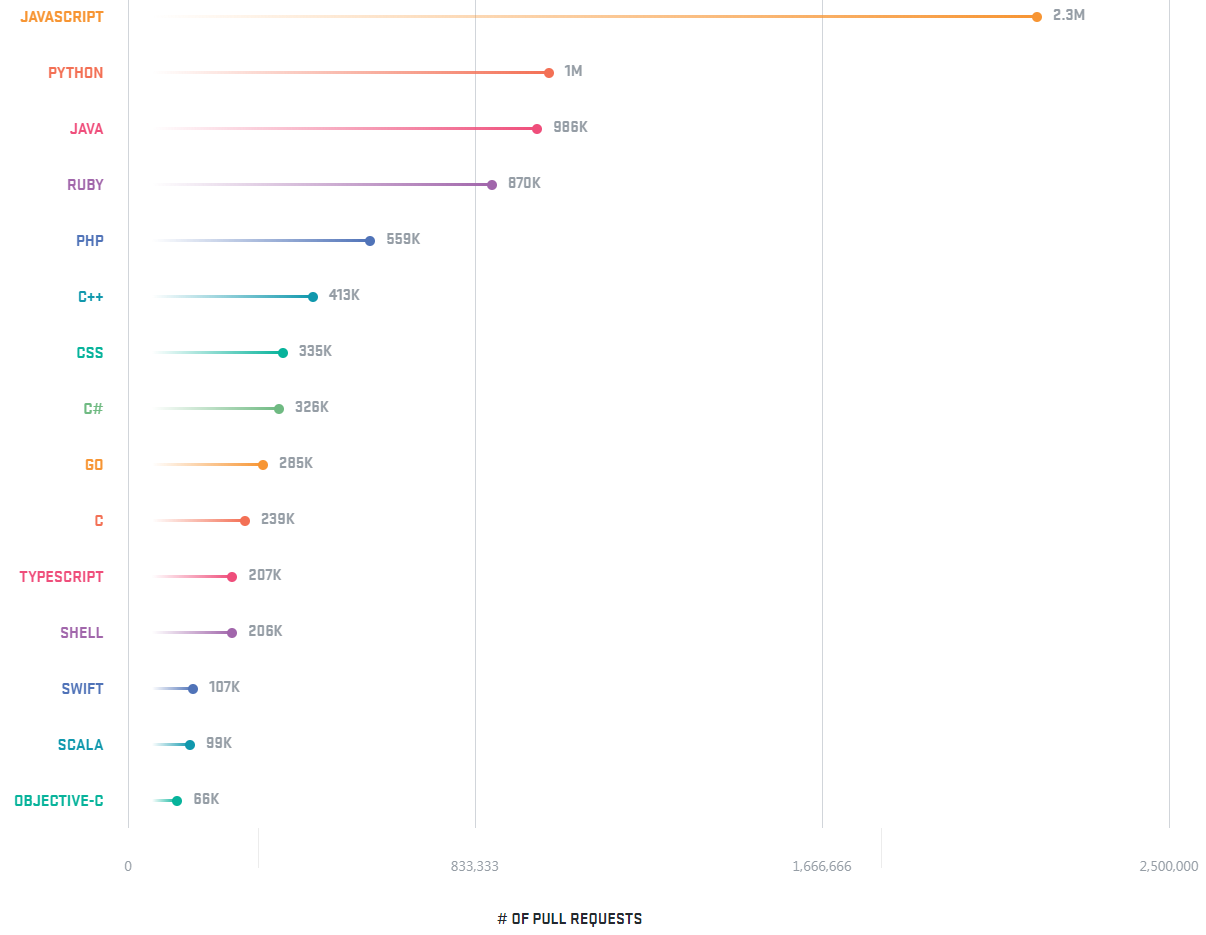 JAVASCRIPT 2.3M
PYTHON 1M
JAVA 986K
RUBY 870K
PHP 559K
C++ 413K
CSS 335K
C# 326K
GO 285K
C 239K
TYPESCRIPT 207K
SHELL 206K
SWIFT 107K
SCALA 99K
OBJECTIVE-C 66K
0 833,333 1,666,666 2,500,000
# OF PULL REQUESTS